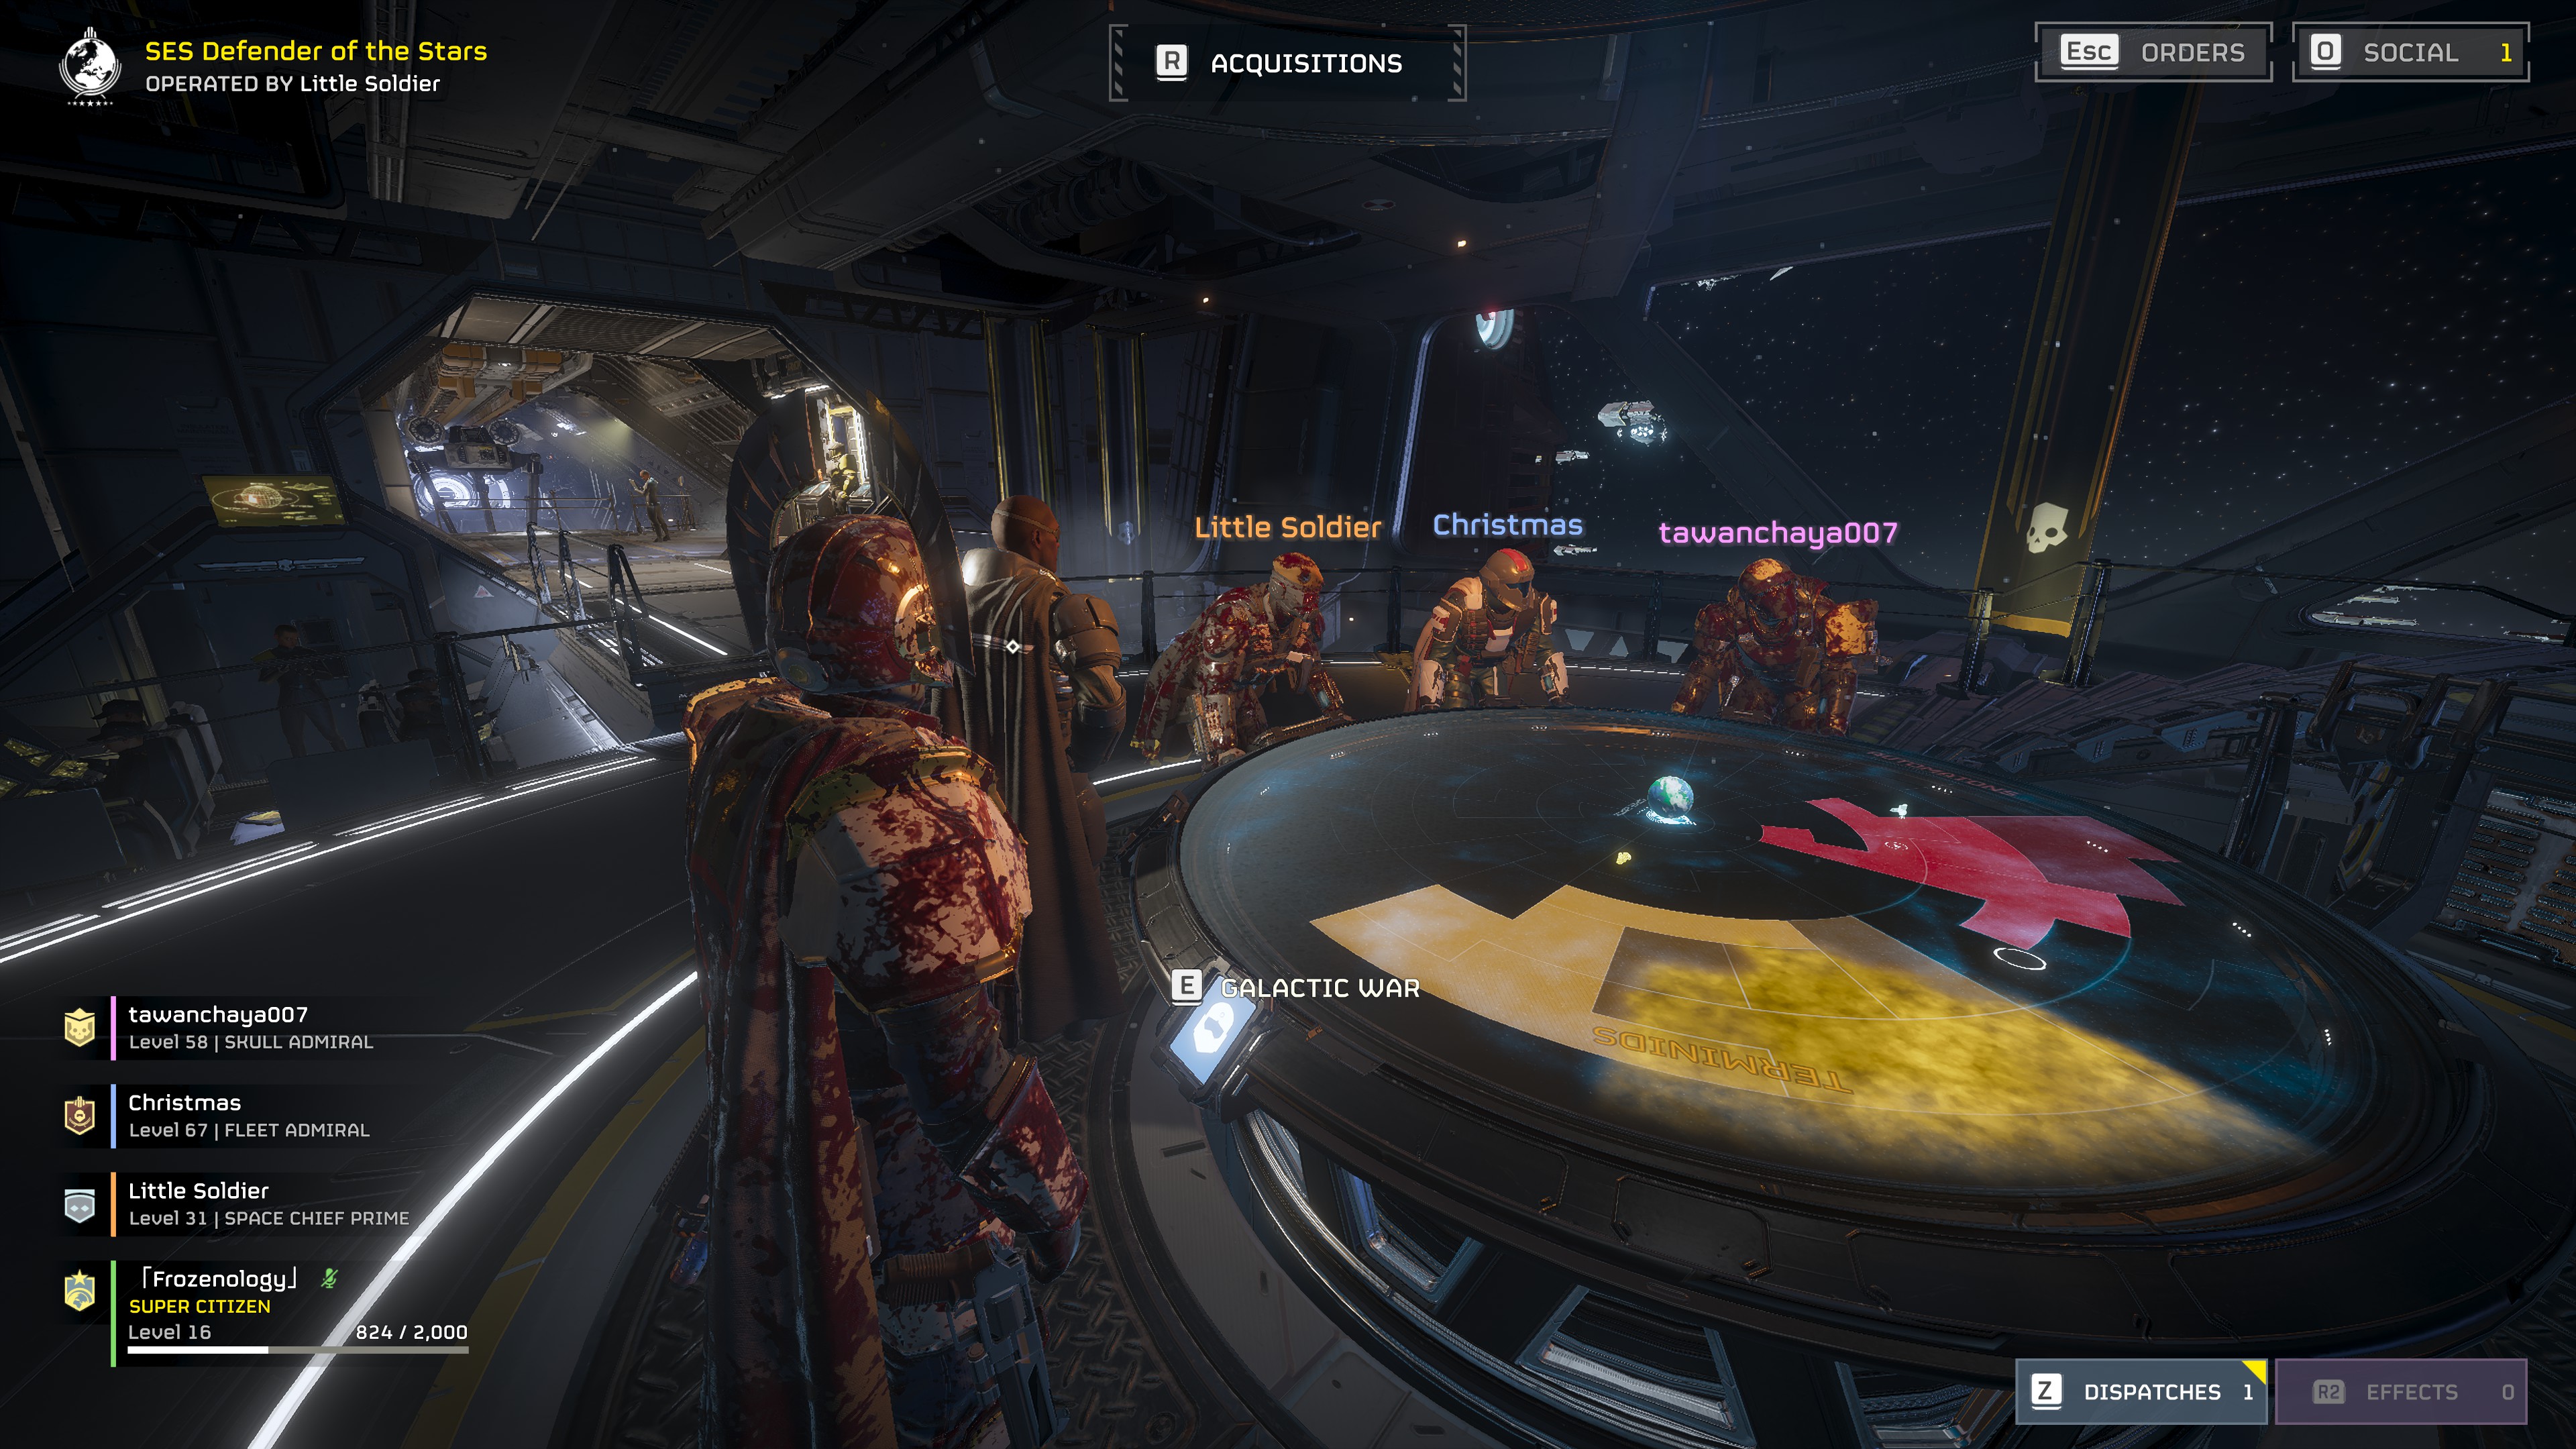 SES Defender of the Stars
OPERATED BY Little Soldier
R ACQUISITIONS
Esc ORDERS
O SOCIAL 1
Little Soldier
Christmas
tawanchaya007
AUTOMATONS
E GALACTIC WAR
TERMINIDS
tawanchaya007
Level 58 | SKULL ADMIRAL
Christmas
Level 67 | FLEET ADMIRAL
Little Soldier
Level 31 | SPACE CHIEF PRIME
「Frozenology」
SUPER CITIZEN
Level 16 824 / 2,000
Z DISPATCHES 1
R2 EFFECTS 0